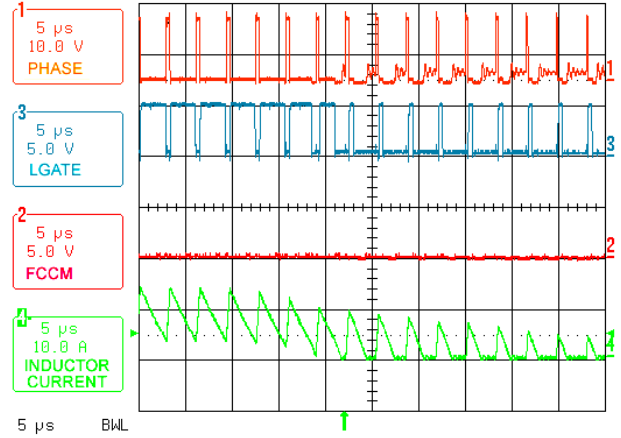 1
5 µs
10.0 V
PHASE
1
3
5 µs
5.0 V
LGATE
3
2
5 µs
5.0 V
FCCM
2
4
5 µs
10.0 A
INDUCTOR
CURRENT
4
5 µs BWL